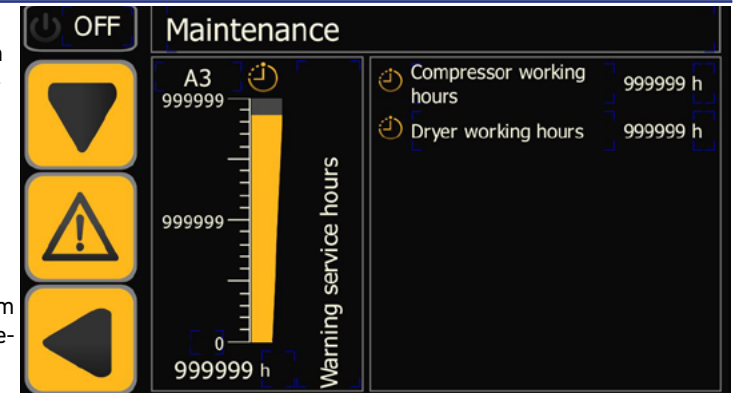 OFF
Maintenance
A3
999999
999999
0
999999 h
Warning service hours
Compressor working
hours
999999 h
Dryer working hours
999999 h
m
e-